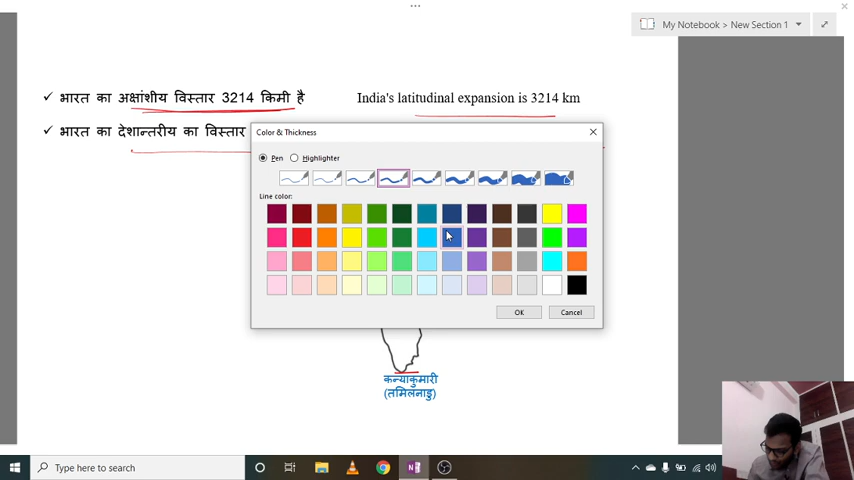 My Notebook > New Section 1
✓ भारत का अक्षांशीय विस्तार 3214 किमी है
India's latitudinal expansion is 3214 km
✓ भारत का देशान्तरीय का विस्तार
Color & Thickness
Pen
Highlighter
Line color:
OK
Cancel
कन्याकुमारी
(तमिलनाडु)
Type here to search